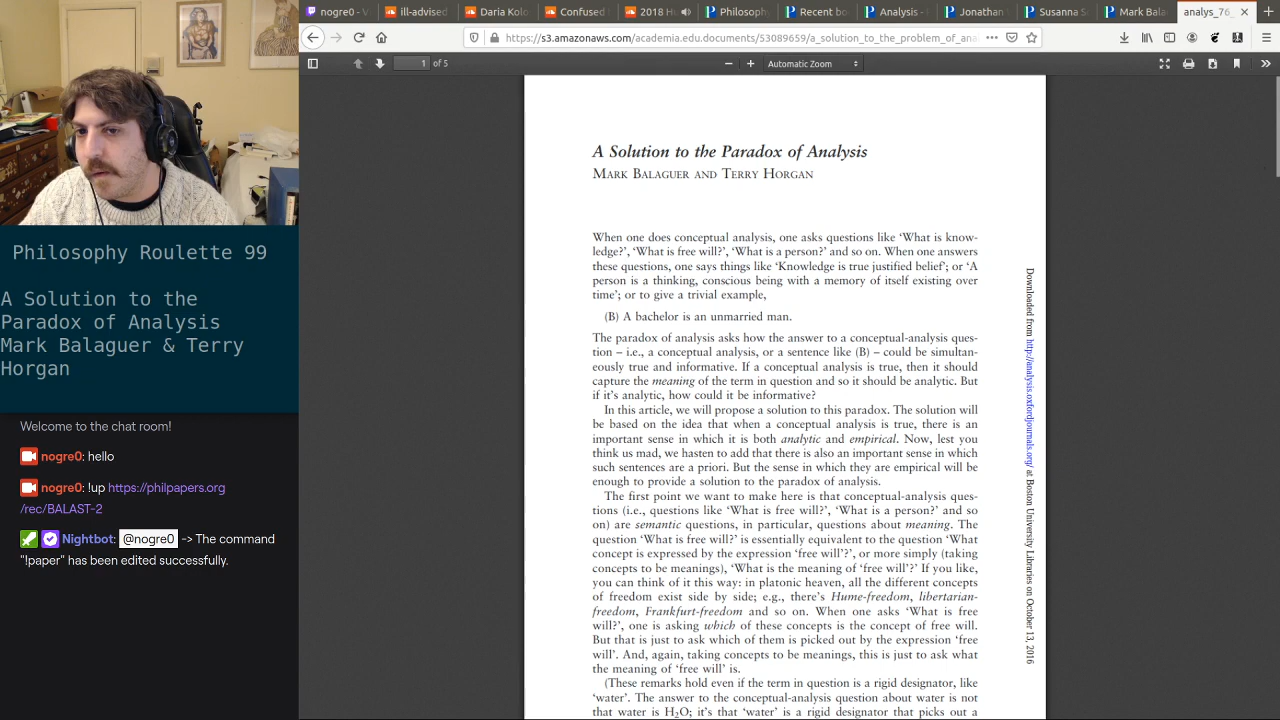 nogre0 - V
ill-advised
Daria Kolo
Confused
2018 H
Philosoph
Recent bo
Analysis -
Jonathan
Susanna S
Mark Bala
analys_76_
https://s3.amazonaws.com/academia.edu.documents/53089659/a_solution_to_the_problem_of_ana
1 of 5
Automatic Zoom
A Solution to the Paradox of Analysis
MARK BALAGUER AND TERRY HORGAN
When one does conceptual analysis, one asks questions like ‘What is know-
ledge?’, ‘What is free will?’, ‘What is a person?’ and so on. When one answers
these questions, one says things like ‘Knowledge is true justified belief’; or ‘A
person is a thinking, conscious being with a memory of itself existing over
time’; or to give a trivial example,
(B) A bachelor is an unmarried man.
The paradox of analysis asks how the answer to a conceptual-analysis ques-
tion – i.e., a conceptual analysis, or a sentence like (B) – could be simultan-
eously true and informative. If a conceptual analysis is true, then it should
capture the meaning of the term in question and so it should be analytic. But
if it’s analytic, how could it be informative?
In this article, we will propose a solution to this paradox. The solution will
be based on the idea that when a conceptual analysis is true, there is an
important sense in which it is both analytic and empirical. Now, lest you
think us mad, we hasten to add that there is also an important sense in which
such sentences are a priori. But the sense in which they are empirical will be
enough to provide a solution to the paradox of analysis.
The first point we want to make here is that conceptual-analysis ques-
tions (i.e., questions like ‘What is free will?’, ‘What is a person?’ and so
on) are semantic questions, in particular, questions about meaning. The
question ‘What is free will?’ is essentially equivalent to the question ‘What
concept is expressed by the expression ‘free will’?’, or more simply (taking
concepts to be meanings), ‘What is the meaning of ‘free will’?’ If you like,
you can think of it this way: in platonic heaven, all the different concepts
of freedom exist side by side; e.g., there’s Hume-freedom, libertarian-
freedom, Frankfurt-freedom and so on. When one asks ‘What is free
will?’, one is asking which of these concepts is the concept of free will.
But that is just to ask which of them is picked out by the expression ‘free
will’. And, again, taking concepts to be meanings, this is just to ask what
the meaning of ‘free will’ is.
(These remarks hold even if the term in question is a rigid designator, like
‘water’. The answer to the conceptual-analysis question about water is not
that water is H2O; it’s that ‘water’ is a rigid designator that picks out a
Downloaded from http://analysis.oxfordjournals.org/ at Boston University Libraries on October 13, 2016
Philosophy Roulette 99
A Solution to the
Paradox of Analysis
Mark Balaguer & Terry
Horgan
Welcome to the chat room!
nogre0: hello
nogre0: !up https://philpapers.org
/rec/BALAST-2
Nightbot: @nogre0 -> The command
"!paper" has been edited successfully.